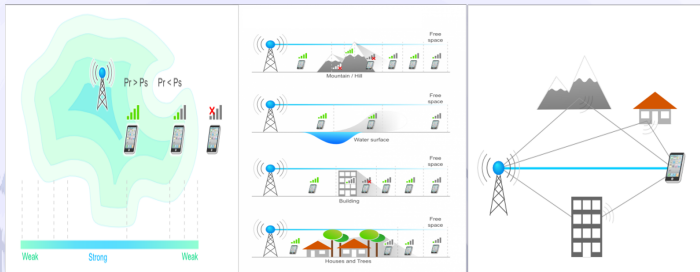 Pr > Ps Pr < Ps
Weak Strong Weak
Free
space
Mountain / Hill
Free
space
Water surface
Free
space
Building
Free
space
Houses and Trees